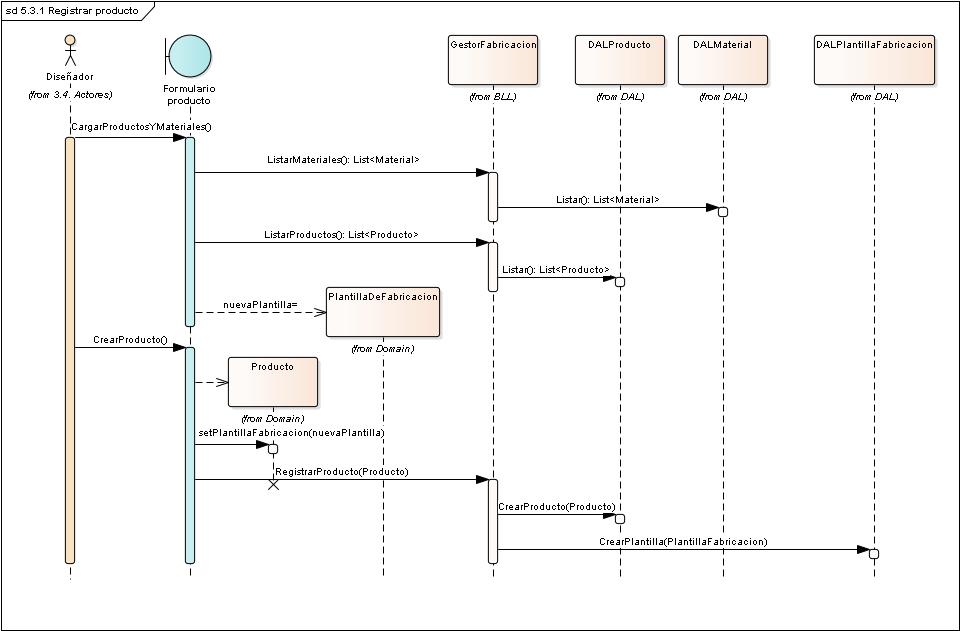 sd 5.3.1 Registrar producto
GestorFabricacion
DALProducto
DALMaterial
DALPlantillaFabricacion
Diseñador
(from 3.4. Actores)
Formulario
producto
(from BLL)
(from DAL)
(from DAL)
(from DAL)
CargarProductosYMateriales()
ListarMateriales(): List<Material>
Listar(): List<Material>
ListarProductos(): List<Producto>
Listar(): List<Producto>
nuevaPlantilla=
PlantillaDeFabricacion
CrearProducto()
(from Domain)
Producto
(from Domain)
setPlantillaFabricacion(nuevaPlantilla)
RegistrarProducto(Producto)
CrearProducto(Producto)
CrearPlantilla(PlantillaFabricacion)